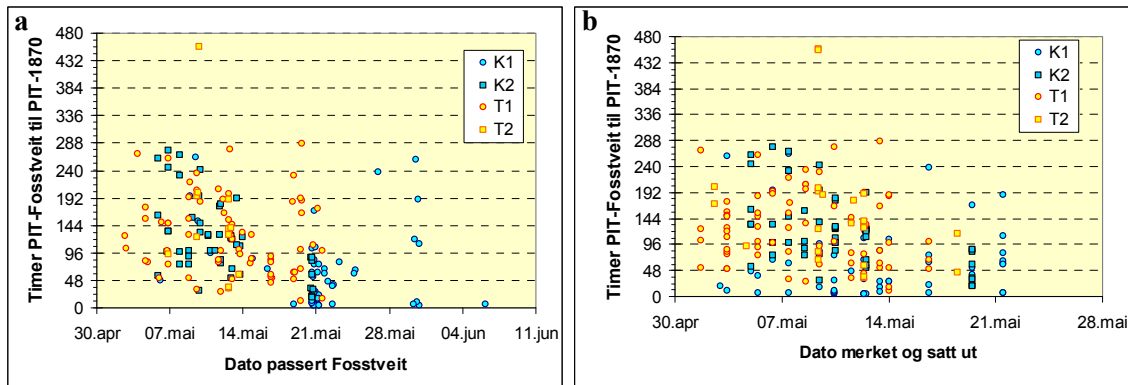 a
Timer PIT-Fosstveit til PIT-1870
480
432
384
336
288
240
192
144
96
48
0
30.apr 07.mai 14.mai 21.mai 28.mai 04.jun 11.jun
Dato passert Fosstveit
K1
K2
T1
T2
b
Timer PIT-Fosstveit til PIT-1870
480
432
384
336
288
240
192
144
96
48
0
30.apr 07.mai 14.mai 21.mai 28.mai
Dato merket og satt ut
K1
K2
T1
T2